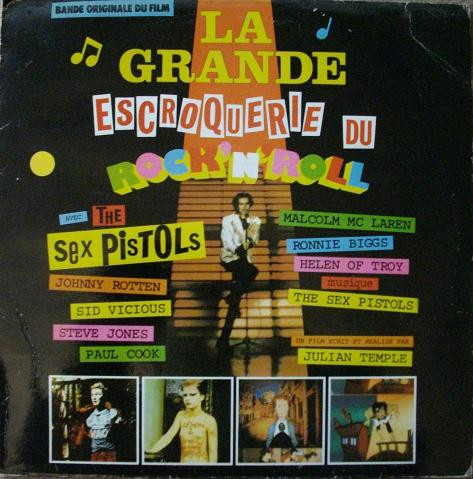 BANDE ORIGINALE DU FILM
LA
GRANDE
ESCROQUERIE DU
ROCK'N'ROLL
AVEC THE
SEX PISTOLS
JOHNNY ROTTEN
SID VICIOUS
STEVE JONES
PAUL COOK
MALCOLM MC LAREN
RONNIE BIGGS
HELEN OF TROY
musique
THE SEX PISTOLS
UN FILM ECRIT ET REALISE PAR
JULIAN TEMPLE